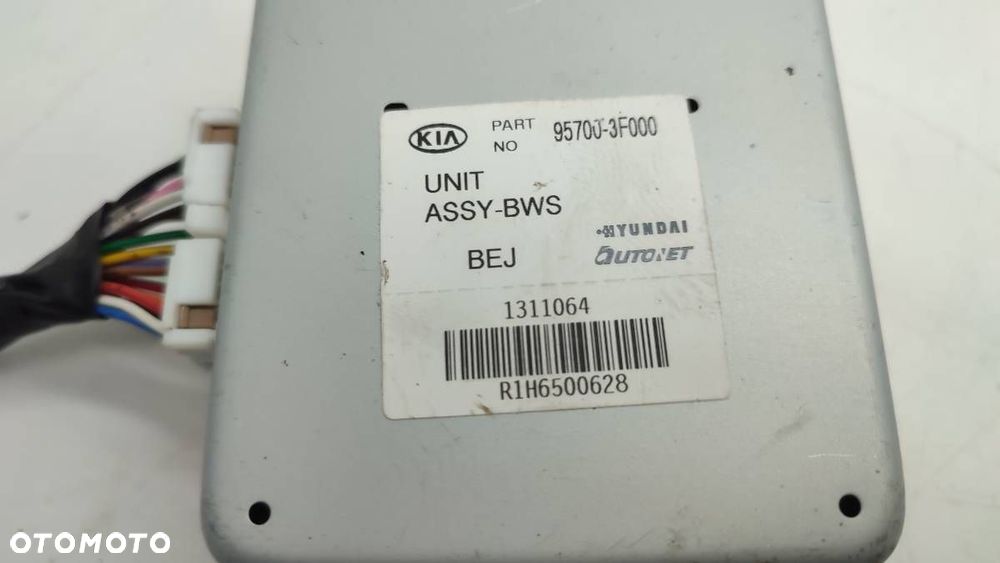 KIA PART NO 95700-3F000
UNIT
ASSY-BWS
BEJ
HYUNDAI
AUTONET
1311064
R1H6500628
OTOMOTO